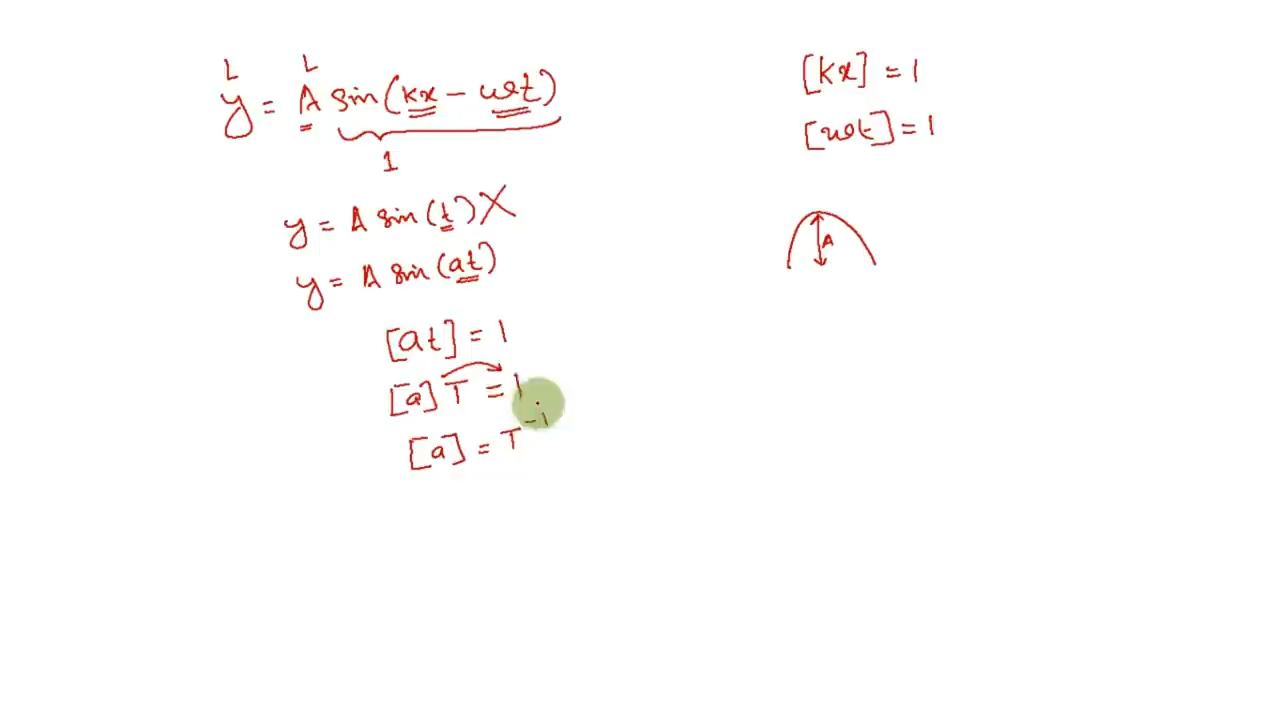 L L
y = A sin(kx − ωt)
1
y = A sin(t) X
y = A sin(at)
[at] = 1
[a] T = 1
[a] = T⁻¹
[kx] = 1
[ωt] = 1
A